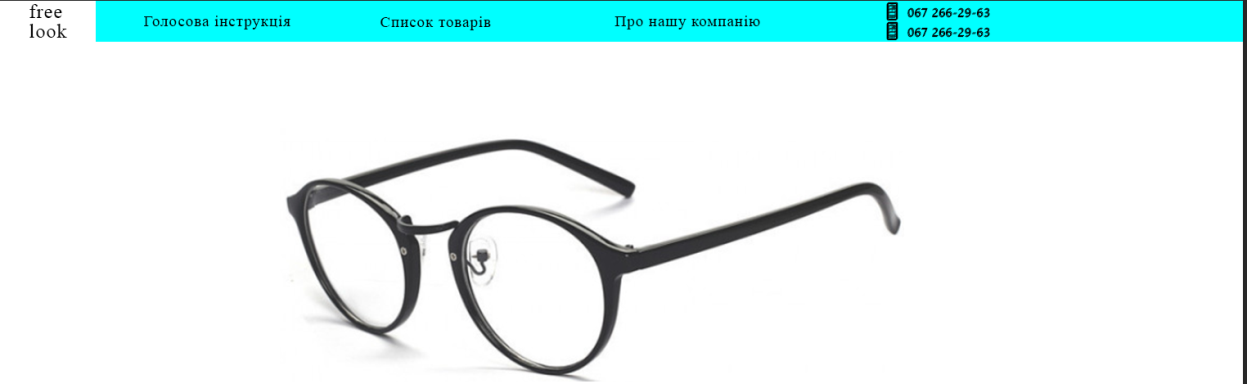 free
look
Голосова інструкція
Список товарів
Про нашу компанію
067 266-29-63
067 266-29-63